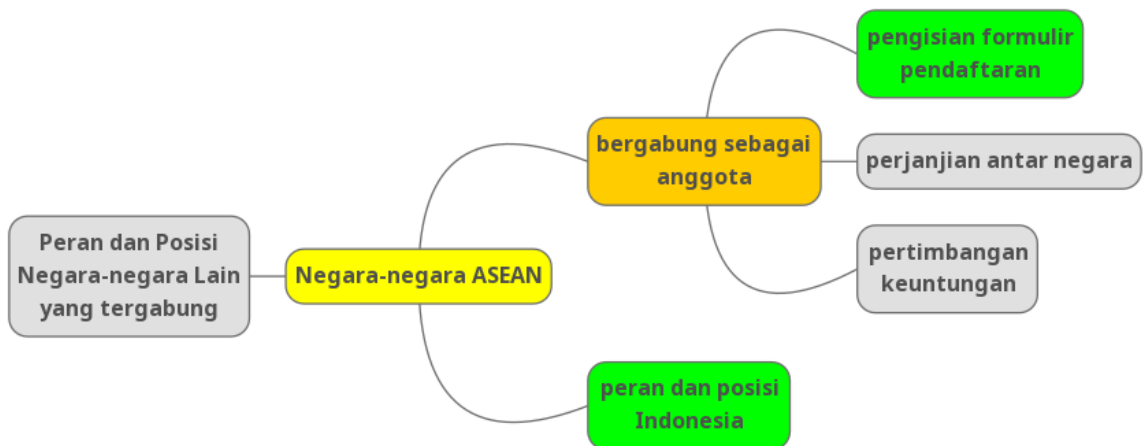 pengisian formulir
pendaftaran
bergabung sebagai
anggota
perjanjian antar negara
Peran dan Posisi
Negara-negara Lain
yang tergabung
Negara-negara ASEAN
pertimbangan
keuntungan
peran dan posisi
Indonesia